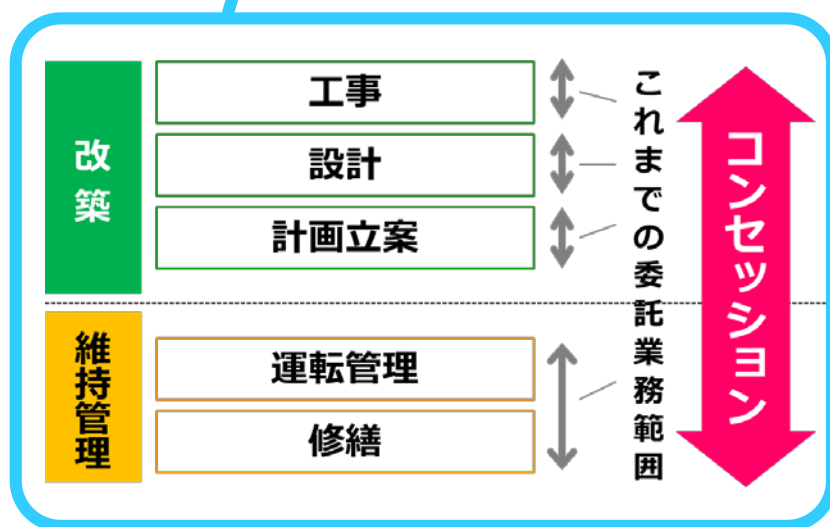 改築
工事
設計
計画立案
維持管理
運転管理
修繕
これまでの委託業務範囲
コンセッション